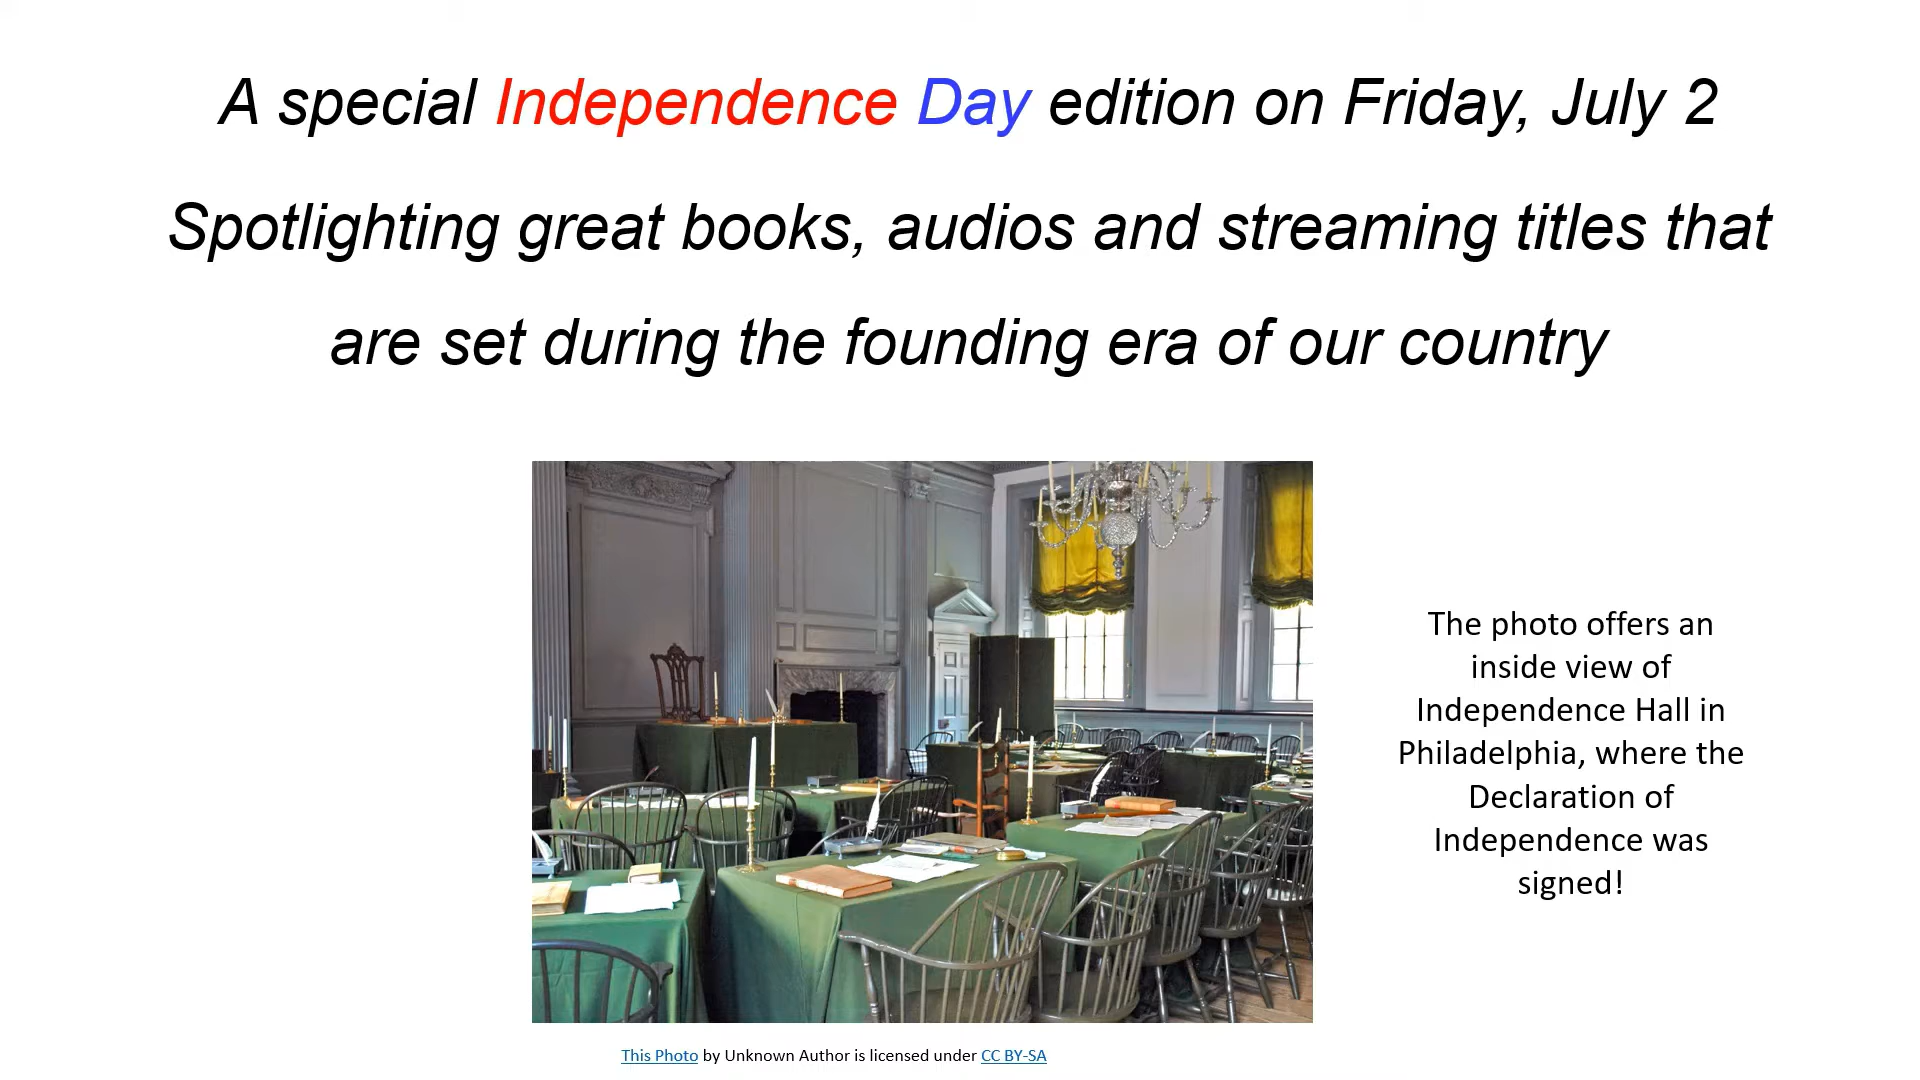 A special Independence Day edition on Friday, July 2
Spotlighting great books, audios and streaming titles that
are set during the founding era of our country
The photo offers an
inside view of
Independence Hall in
Philadelphia, where the
Declaration of
Independence was
signed!
This Photo by Unknown Author is licensed under CC BY-SA